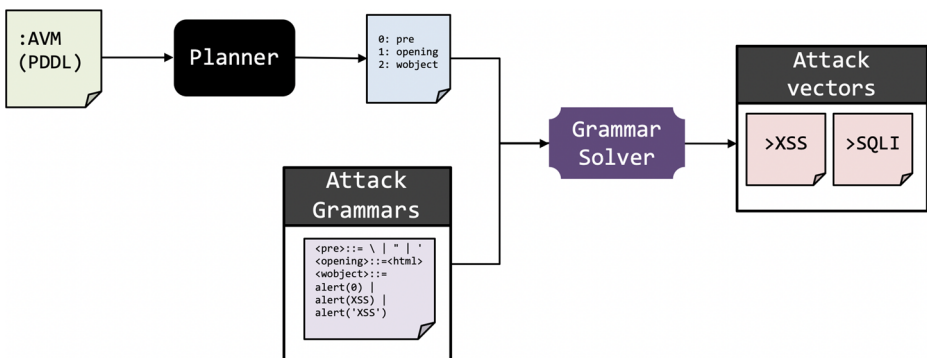 :AVM
(PDDL)
Planner
0: pre
1: opening
2: wobject
Attack
Grammars
<pre>::= \ | " | '
<opening>::=<html>
<wobject>::=
alert(0) |
alert(XSS) |
alert('XSS')
Grammar
Solver
Attack
vectors
>XSS
>SQLI